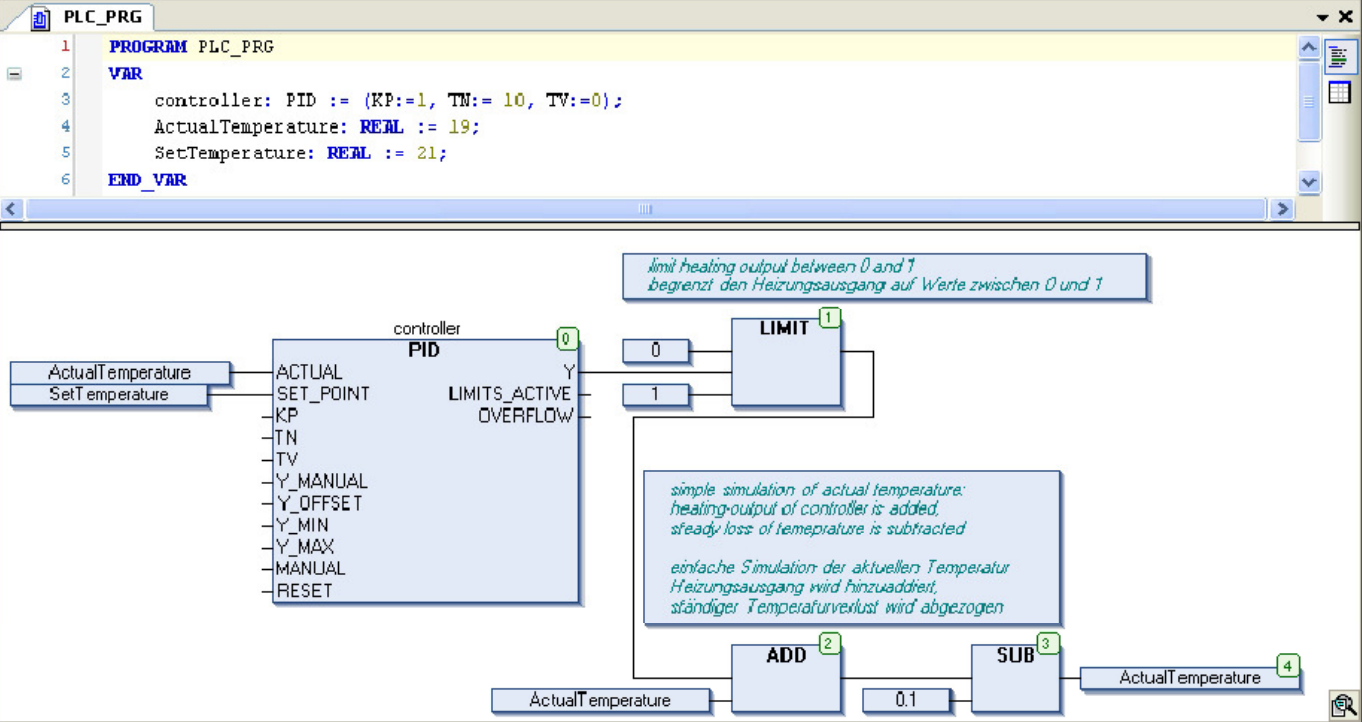 PLC_PRG
1 PROGRAM PLC_PRG
2 VAR
3 controller: PID := (KP:=1, TN:= 10, TV:=0);
4 ActualTemperature: REAL := 19;
5 SetTemperature: REAL := 21;
6 END_VAR
limit heating output between 0 and 1
begrenzt den Heizungsausgang auf Werte zwischen 0 und 1
controller
PID
0
ActualTemperature
SetTemperature
ACTUAL
SET_POINT
KP
TN
TV
Y_MANUAL
Y_OFFSET
Y_MIN
Y_MAX
MANUAL
RESET
Y
LIMITS_ACTIVE
OVERFLOW
0
1
LIMIT
1
simple simulation of actual temperature:
heating-output of controller is added,
steady loss of temeprature is subtracted
einfache Simulation der aktuellen Temperatur
Heizungsausgang wird hinzuaddiert,
ständiger Temperaturverlust wird abgezogen
ADD
2
ActualTemperature
SUB
3
0.1
ActualTemperature
4